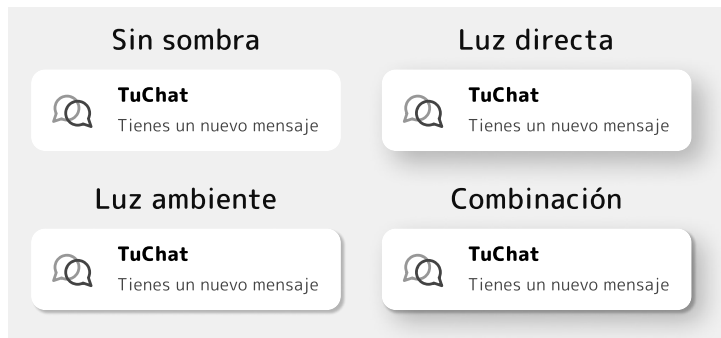 Sin sombra
TuChat
Tienes un nuevo mensaje
Luz directa
TuChat
Tienes un nuevo mensaje
Luz ambiente
TuChat
Tienes un nuevo mensaje
Combinación
TuChat
Tienes un nuevo mensaje